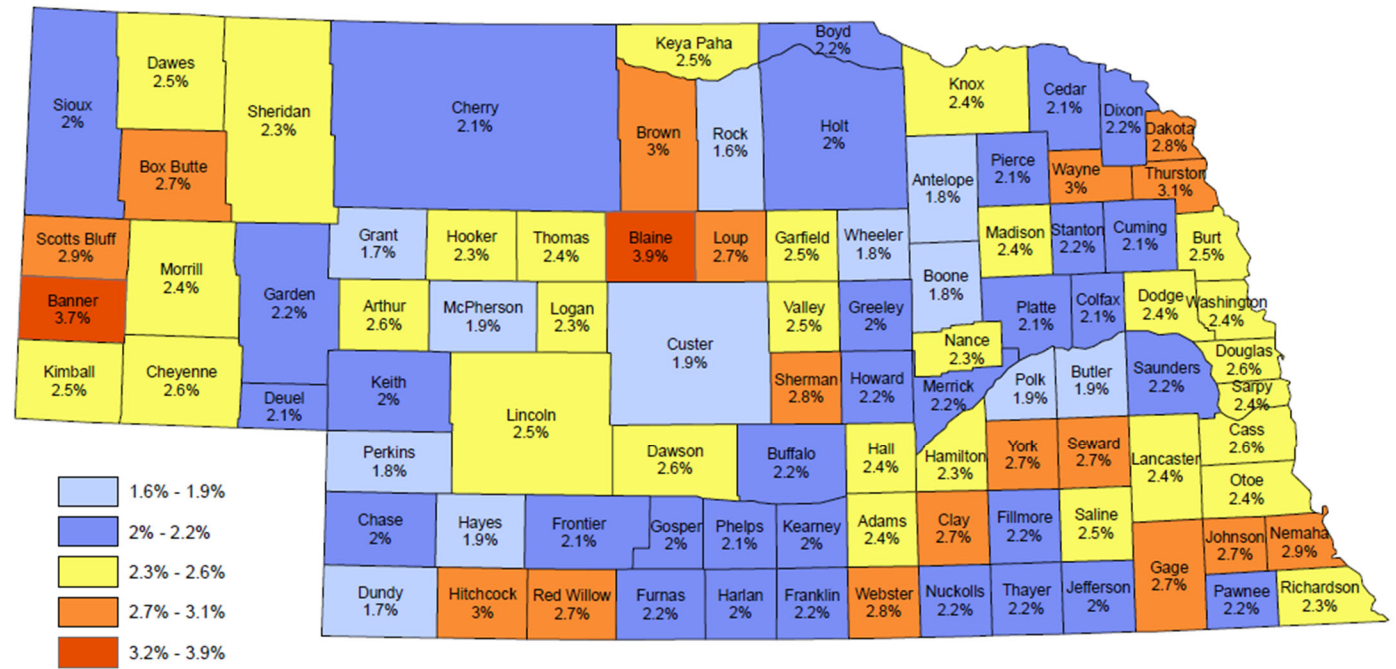 Boyd
2.2%
Keya Paha
2.5%
Dawes
2.5%
Sioux
2%
Sheridan
2.3%
Cherry
2.1%
Brown
3%
Rock
1.6%
Holt
2%
Knox
2.4%
Cedar
2.1%
Dixon
2.2%
Dakota
2.8%
Box Butte
2.7%
Antelope
1.8%
Pierce
2.1%
Wayne
3%
Thurston
3.1%
Scotts Bluff
2.9%
Morrill
2.4%
Garden
2.2%
Grant
1.7%
Hooker
2.3%
Thomas
2.4%
Blaine
3.9%
Loup
2.7%
Garfield
2.5%
Wheeler
1.8%
Madison
2.4%
Stanton
2.2%
Cuming
2.1%
Burt
2.5%
Banner
3.7%
Arthur
2.6%
McPherson
1.9%
Logan
2.3%
Custer
1.9%
Valley
2.5%
Greeley
2%
Boone
1.8%
Platte
2.1%
Colfax
2.1%
Dodge
2.4%
Washington
2.4%
Nance
2.3%
Kimball
2.5%
Cheyenne
2.6%
Deuel
2.1%
Keith
2%
Lincoln
2.5%
Sherman
2.8%
Howard
2.2%
Merrick
2.2%
Polk
1.9%
Butler
1.9%
Saunders
2.2%
Douglas
2.6%
Sarpy
2.4%
Perkins
1.8%
Dawson
2.6%
Buffalo
2.2%
Hall
2.4%
Hamilton
2.3%
York
2.7%
Seward
2.7%
Lancaster
2.4%
Cass
2.6%
Otoe
2.4%
Chase
2%
Hayes
1.9%
Frontier
2.1%
Gosper
2%
Phelps
2.1%
Kearney
2%
Adams
2.4%
Clay
2.7%
Fillmore
2.2%
Saline
2.5%
Gage
2.7%
Johnson
2.7%
Nemaha
2.9%
Dundy
1.7%
Hitchcock
3%
Red Willow
2.7%
Furnas
2.2%
Harlan
2%
Franklin
2.2%
Webster
2.8%
Nuckolls
2.2%
Thayer
2.2%
Jefferson
2%
Pawnee
2.2%
Richardson
2.3%
1.6% - 1.9%
2% - 2.2%
2.3% - 2.6%
2.7% - 3.1%
3.2% - 3.9%